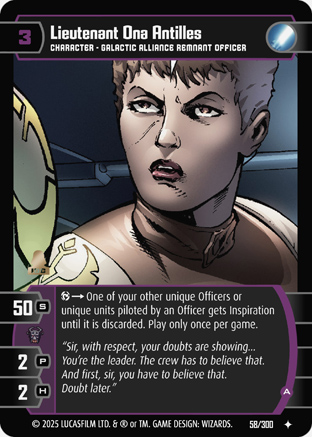 3
Lieutenant Ona Antilles
CHARACTER - GALACTIC ALLIANCE REMNANT OFFICER
50 S
2 P
2 H
→ One of your other unique Officers or
unique units piloted by an Officer gets Inspiration
until it is discarded. Play only once per game.
“Sir, with respect, your doubts are showing...
You're the leader. The crew has to believe that.
And first, sir, you have to believe that.
Doubt later.”
A
© 2025 LUCASFILM LTD. & ® or TM. GAME DESIGN: WIZARDS.
58/300